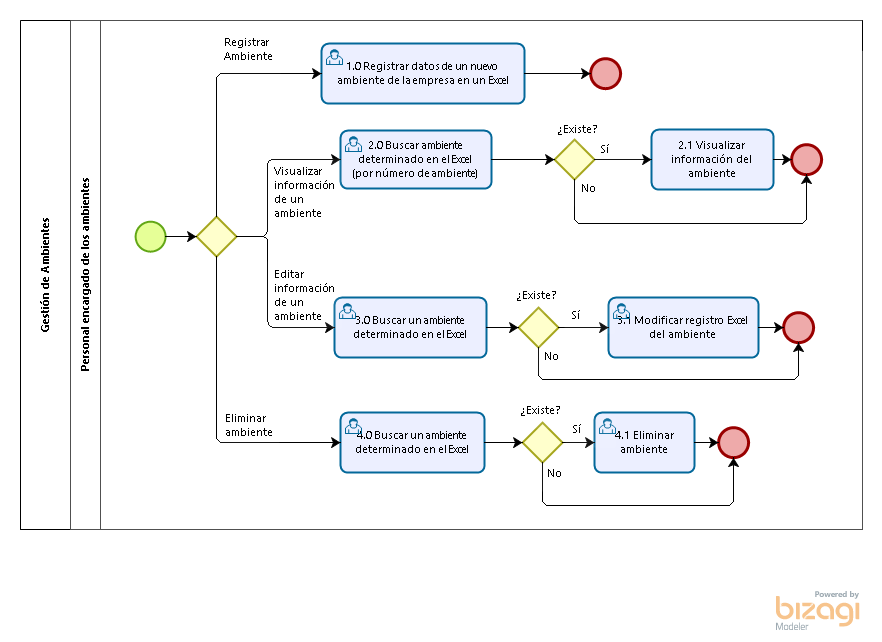 Gestión de Ambientes
Personal encargado de los ambientes
Registrar
Ambiente
1.0 Registrar datos de un nuevo
ambiente de la empresa en un Excel
Visualizar
información
de un
ambiente
2.0 Buscar ambiente
determinado en el Excel
(por número de ambiente)
¿Existe?
Sí
No
2.1 Visualizar
información del
ambiente
Editar
información
de un
ambiente
3.0 Buscar un ambiente
determinado en el Excel
¿Existe?
Sí
No
3.1 Modificar registro Excel
del ambiente
Eliminar
ambiente
4.0 Buscar un ambiente
determinado en el Excel
¿Existe?
Sí
No
4.1 Eliminar
ambiente
Powered by
bizagi
Modeler